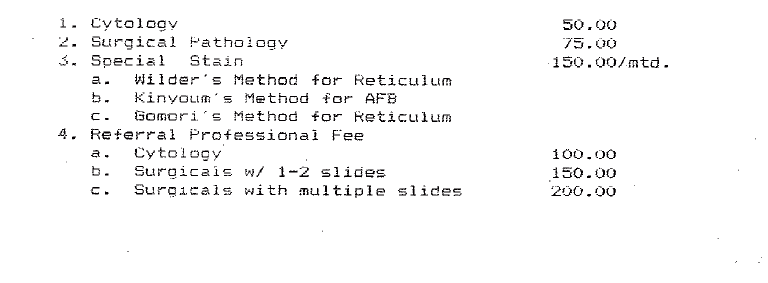 1. Cytology 50.00
2. Surgical Pathology 75.00
3. Special Stain 150.00/mtd.
a. Wilder's Method for Reticulum
b. Kinyoum's Method for AFB
c. Gomori's Method for Reticulum
4. Referral Professional Fee
a. Cytology 100.00
b. Surgicals w/ 1-2 slides 150.00
c. Surgicals with multiple slides 200.00